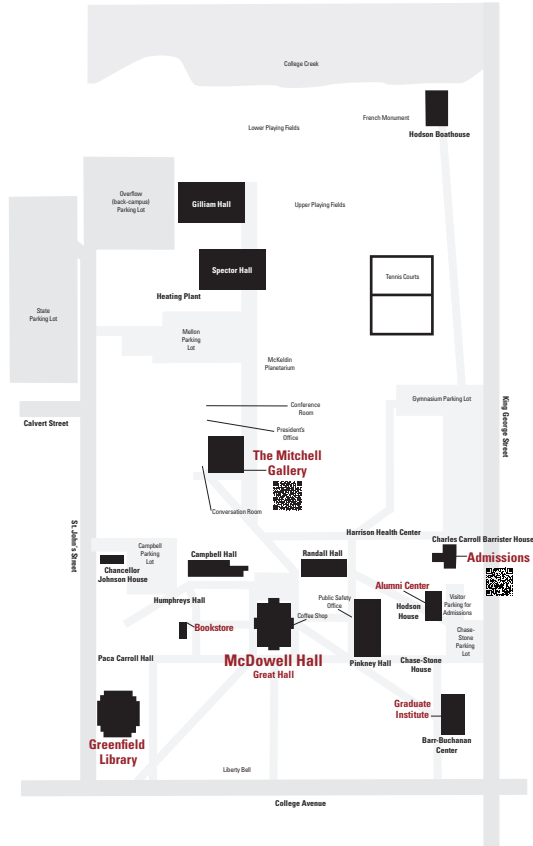 College Creek
French Monument
Lower Playing Fields
Hodson Boathouse
Overflow
(back-campus)
Parking Lot
Gilliam Hall
Upper Playing Fields
Spector Hall
Tennis Courts
Heating Plant
State
Parking Lot
Mellon
Parking
Lot
McKeldin
Planetarium
Gymnasium Parking Lot
King George Street
Conference
Room
Calvert Street
President's
Office
The Mitchell
Gallery
Conversation Room
St. John's Street
Harrison Health Center
Charles Carroll Barrister House
Campbell
Parking
Lot
Campbell Hall
Randall Hall
Admissions
Chancellor
Johnson House
Alumni Center
Humphreys Hall
Public Safety
Office
Hodson
House
Visitor
Parking for
Admissions
Coffee Shop
Bookstore
Chase-
Stone
Parking
Lot
Paca Carroll Hall
McDowell Hall
Great Hall
Pinkney Hall
Chase-Stone
House
Graduate
Institute
Greenfield
Library
Barr-Buchanan
Center
Liberty Bell
College Avenue